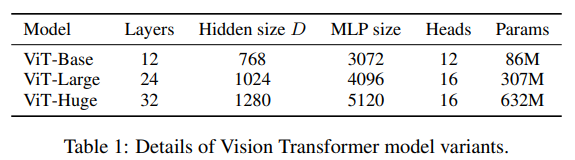 Model Layers Hidden size D MLP size Heads Params
ViT-Base 12 768 3072 12 86M
ViT-Large 24 1024 4096 16 307M
ViT-Huge 32 1280 5120 16 632M
Table 1: Details of Vision Transformer model variants.